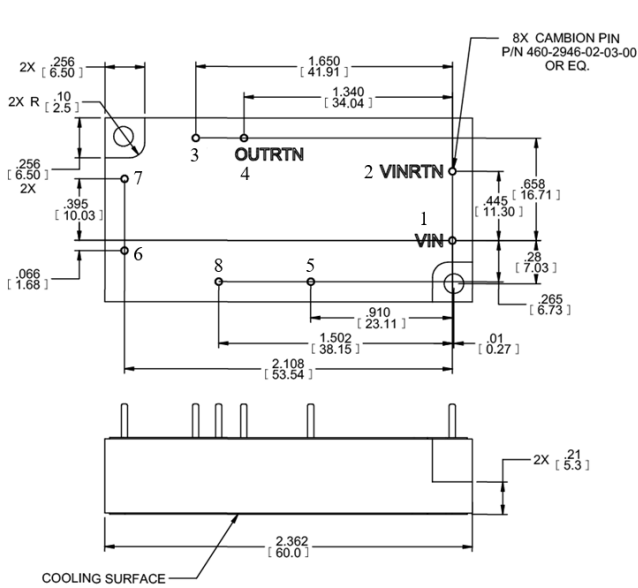 8X CAMBION PIN
P/N 460-2946-02-03-00
OR EQ.
2X .256
[ 6.50 ]
1.650
[ 41.91 ]
2X R .10
[ 2.5 ]
1.340
[ 34.04 ]
3
OUTRTN
4
2 VINRTN
.256
[ 6.50 ]
2X
7
.658
[ 16.71 ]
.445
[ 11.30 ]
.395
[ 10.03 ]
1
VIN
6
.28
[ 7.03 ]
.066
[ 1.68 ]
8
5
.265
[ 6.73 ]
.910
[ 23.11 ]
1.502
[ 38.15 ]
.01
[ 0.27 ]
2.108
[ 53.54 ]
2X .21
[ 5.3 ]
2.362
[ 60.0 ]
COOLING SURFACE